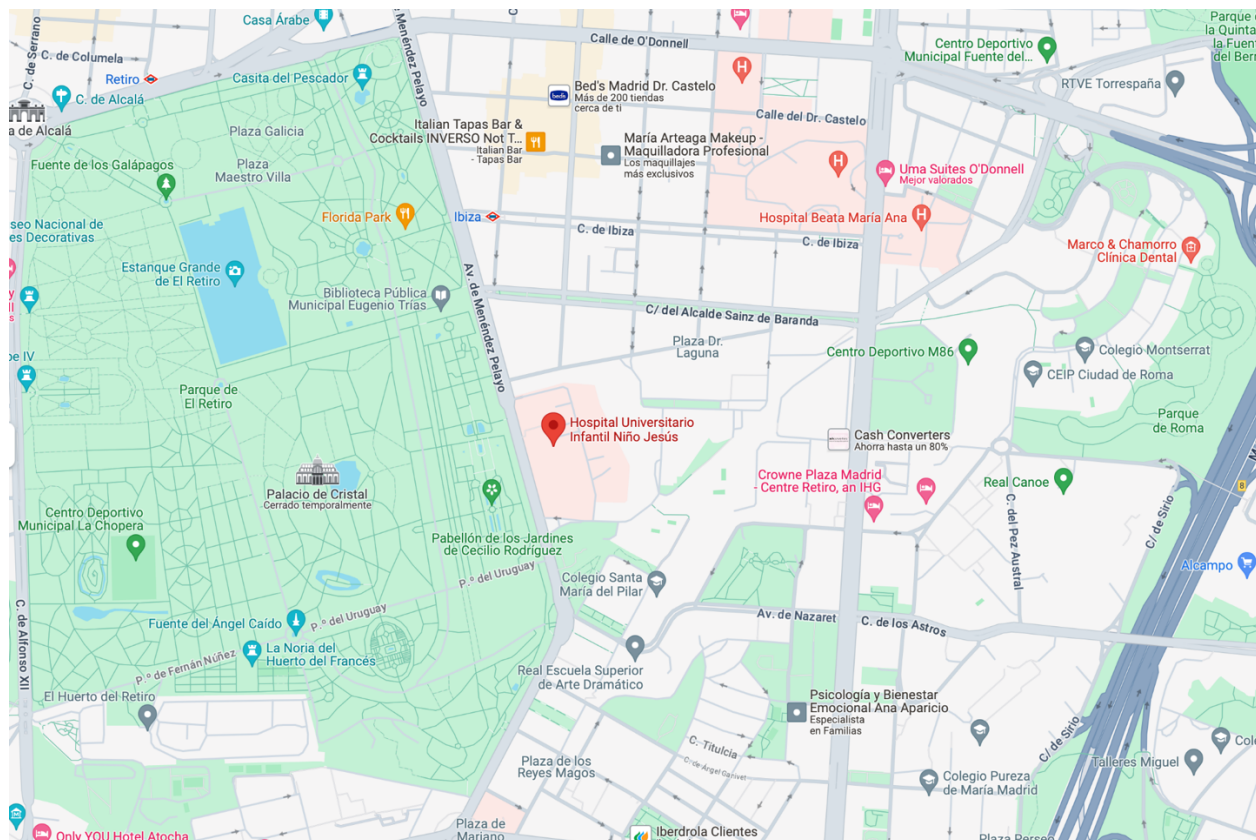 Casa Árabe
C. de Serrano
C. de Columela
Retiro
C. de Alcalá
a de Alcalá
Casita del Pescador
Av. de Menéndez Pelayo
Calle de O'Donnell
H
Centro Deportivo
Municipal Fuente del...
Parque de
la Quinta
la Fuen
del Ber
RTVE Torrespaña
bed's
Bed's Madrid Dr. Castelo
Más de 200 tiendas
cerca de ti
Calle del Dr. Castelo
Plaza Galicia
Plaza
Maestro Villa
Fuente de los Galápagos
Italian Tapas Bar &
Cocktails INVERSO Not T...
Italian Bar
- Tapas Bar
María Arteaga Makeup -
Maquilladora Profesional
Los maquillajes
más exclusivos
H
Uma Suites O'Donnell
Mejor valorados
seo Nacional de
es Decorativas
Florida Park
Ibiza
C. de Ibiza
C. de Ibiza
Hospital Beata María Ana
H
Marco & Chamorro
Clínica Dental
Estanque Grande
de El Retiro
Biblioteca Pública
Municipal Eugenio Trías
Av. de Menéndez Pelayo
C/ del Alcalde Sainz de Baranda
Plaza Dr.
Laguna
Centro Deportivo M86
Colegio Montserrat
CEIP Ciudad de Roma
pe IV
Parque de
El Retiro
Parque
de Roma
Hospital Universitario
Infantil Niño Jesús
Cash Converters
Ahorra hasta un 80%
Crowne Plaza Madrid
- Centre Retiro, an IHG
Real Canoe
8
Palacio de Cristal
Cerrado temporalmente
Centro Deportivo
Municipal La Chopera
Pabellón de los Jardines
de Cecilio Rodríguez
C. del Pez Austral
C/ de Sirio
Alcampo
P.º del Uruguay
Colegio Santa
María del Pilar
C. de Alfonso XII
Fuente del Ángel Caído
P.º del Uruguay
Av. de Nazaret
C. de los Astros
La Noria del
Huerto del Francés
P.º de Fernán Núñez
Real Escuela Superior
de Arte Dramático
El Huerto del Retiro
Psicología y Bienestar
Emocional Ana Aparicio
Especialista
en Familias
C/ de Sirio
C. Titulcia
C. de Ángel Ganivet
Plaza de los
Reyes Magos
Talleres Miguel
Cole
Colegio Pureza
de María Madrid
Only YOU Hotel Atocha
Plaza de
Mariano
Iberdrola Clientes
Plaza Perseo